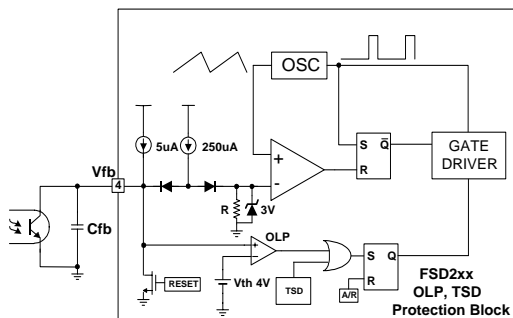 OSC
5uA
250uA
Vfb
4
+
-
S
Q̅
R
GATE
DRIVER
R
3V
Cfb
OLP
+
-
S
Q
R
RESET
Vth 4V
TSD
A/R
FSD2xx
OLP, TSD
Protection Block